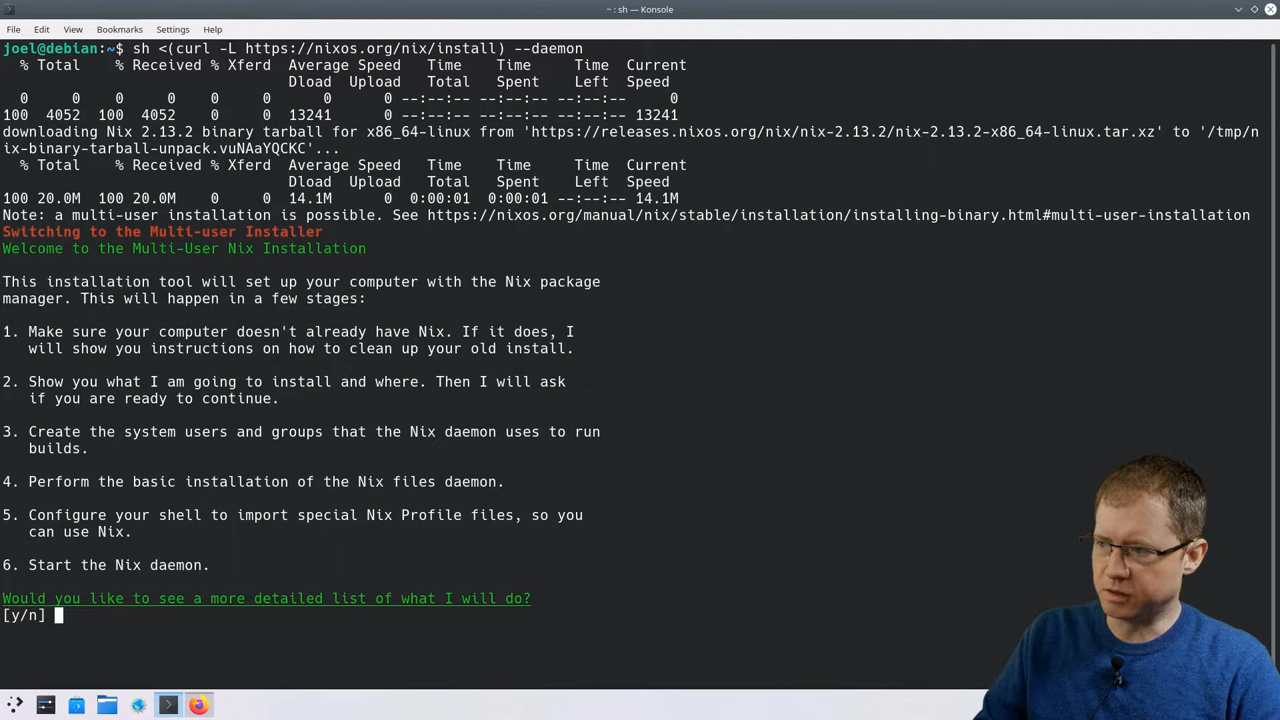 ~ : sh — Konsole
File Edit View Bookmarks Settings Help
joel@debian:~$ sh <(curl -L https://nixos.org/nix/install) --daemon
% Total % Received % Xferd Average Speed Time Time Time Current
Dload Upload Total Spent Left Speed
0 0 0 0 0 0 0 0 --:--:-- --:--:-- --:--:-- 0
100 4052 100 4052 0 0 13241 0 --:--:-- --:--:-- --:--:-- 13241
downloading Nix 2.13.2 binary tarball for x86_64-linux from 'https://releases.nixos.org/nix/nix-2.13.2/nix-2.13.2-x86_64-linux.tar.xz' to '/tmp/n
ix-binary-tarball-unpack.vuNAaYQCKC'...
% Total % Received % Xferd Average Speed Time Time Time Current
Dload Upload Total Spent Left Speed
100 20.0M 100 20.0M 0 0 14.1M 0 0:00:01 0:00:01 --:--:-- 14.1M
Note: a multi-user installation is possible. See https://nixos.org/manual/nix/stable/installation/installing-binary.html#multi-user-installation
Switching to the Multi-user Installer
Welcome to the Multi-User Nix Installation
This installation tool will set up your computer with the Nix package
manager. This will happen in a few stages:
1. Make sure your computer doesn't already have Nix. If it does, I
will show you instructions on how to clean up your old install.
2. Show you what I am going to install and where. Then I will ask
if you are ready to continue.
3. Create the system users and groups that the Nix daemon uses to run
builds.
4. Perform the basic installation of the Nix files daemon.
5. Configure your shell to import special Nix Profile files, so you
can use Nix.
6. Start the Nix daemon.
Would you like to see a more detailed list of what I will do?
[y/n]